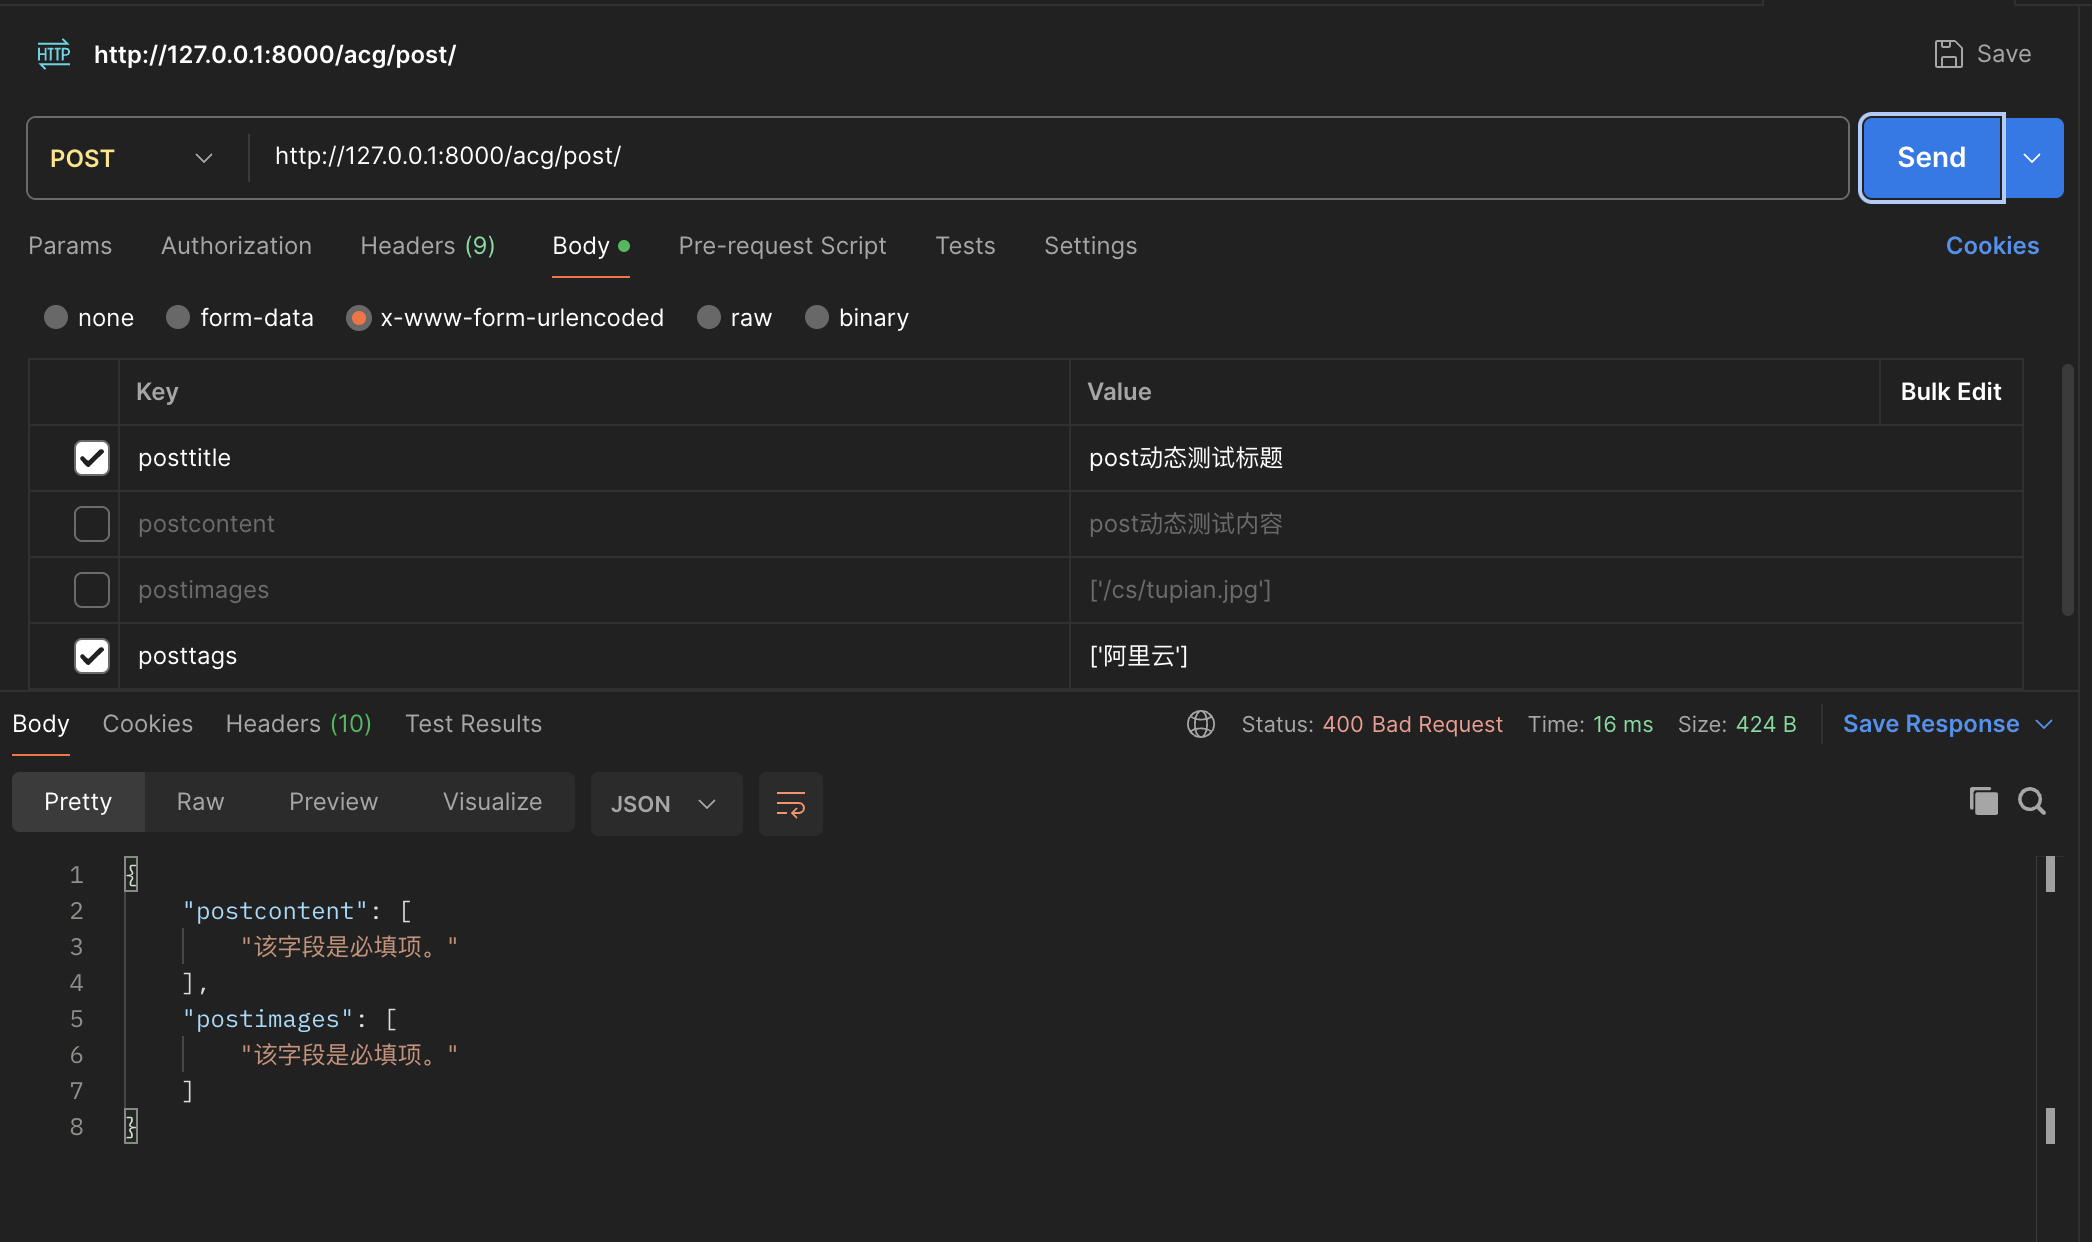 HTTP http://127.0.0.1:8000/acg/post/ Save
POST http://127.0.0.1:8000/acg/post/ Send
Params Authorization Headers (9) Body Pre-request Script Tests Settings Cookies
none form-data x-www-form-urlencoded raw binary
Key Value Bulk Edit
posttitle post动态测试标题
postcontent post动态测试内容
postimages ['/cs/tupian.jpg']
posttags ['阿里云']
Body Cookies Headers (10) Test Results Status: 400 Bad Request Time: 16 ms Size: 424 B Save Response
Pretty Raw Preview Visualize JSON
1 {
2 "postcontent": [
3 "该字段是必填项。"
4 ],
5 "postimages": [
6 "该字段是必填项。"
7 ]
8 }